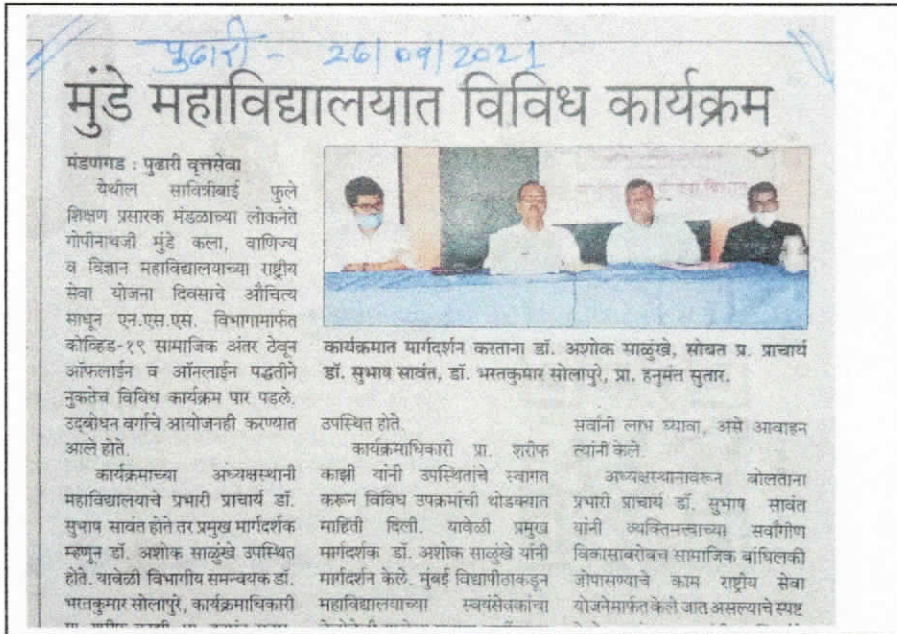 पुढारी - 26/09/2021
मुंडे महाविद्यालयात विविध कार्यक्रम
मंडणगड : पुढारी वृत्तसेवा
येथील सावित्रीबाई फुले
शिक्षण प्रसारक मंडळाच्या लोकनेते
गोपीनाथजी मुंडे कला, वाणिज्य
व विज्ञान महाविद्यालयाच्या राष्ट्रीय
सेवा योजना दिवसाचे औचित्य
साधून एन.एस.एस. विभागामार्फत
कोव्हिड-१९ सामाजिक अंतर ठेवून
ऑफलाईन व ऑनलाईन पद्धतीने
नुकतेच विविध कार्यक्रम पार पडले.
उद्बोधन वर्गाचे आयोजनही करण्यात
आले होते.
कार्यक्रमाच्या अध्यक्षस्थानी
महाविद्यालयाचे प्रभारी प्राचार्य डॉ.
सुभाष सावंत होते तर प्रमुख मार्गदर्शक
म्हणून डॉ. अशोक साळुंखे उपस्थित
होते. यावेळी विभागीय समन्वयक डॉ.
भरतकुमार सोलापुरे, कार्यक्रमाधिकारी
कार्यक्रमात मार्गदर्शन करताना डॉ. अशोक साळुंखे, सोबत प्र. प्राचार्य
डॉ. सुभाष सावंत, डॉ. भरतकुमार सोलापुरे, प्रा. हनुमंत सुतार.
उपस्थित होते.
कार्यक्रमाधिकारी प्रा. शरीफ
काझी यांनी उपस्थितांचे स्वागत
करून विविध उपक्रमांची थोडक्यात
माहिती दिली. यावेळी प्रमुख
मार्गदर्शक डॉ. अशोक साळुंखे यांनी
मार्गदर्शन केले. मुंबई विद्यापीठाकडून
महाविद्यालयाच्या स्वयंसेवकांचा
सर्वांनी लाभ घ्यावा, असे आवाहन
त्यांनी केले.
अध्यक्षस्थानावरून बोलताना
प्रभारी प्राचार्य डॉ. सुभाष सावंत
यांनी व्यक्तिमत्त्वाच्या सर्वांगीण
विकासाबरोबच सामाजिक बांधिलकी
जोपासण्याचे काम राष्ट्रीय सेवा
योजनेमार्फत केले जात असल्याचे स्पष्ट